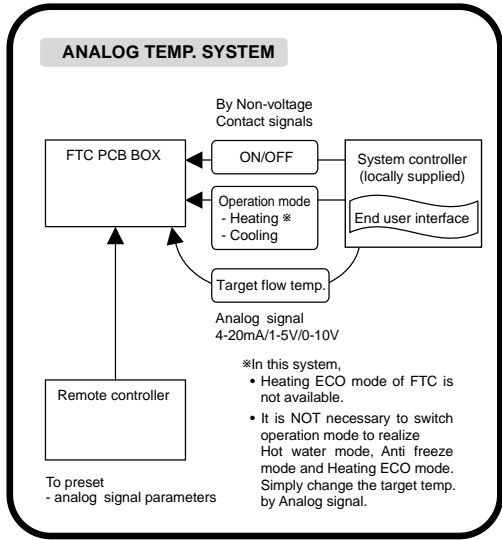 ANALOG TEMP. SYSTEM
By Non-voltage
Contact signals
FTC PCB BOX
ON/OFF
System controller
(locally supplied)
End user interface
Operation mode
- Heating ※
- Cooling
Target flow temp.
Analog signal
4-20mA/1-5V/0-10V
Remote controller
To preset
- analog signal parameters
※In this system,
• Heating ECO mode of FTC is
not available.
• It is NOT necessary to switch
operation mode to realize
Hot water mode, Anti freeze
mode and Heating ECO mode.
Simply change the target temp.
by Analog signal.